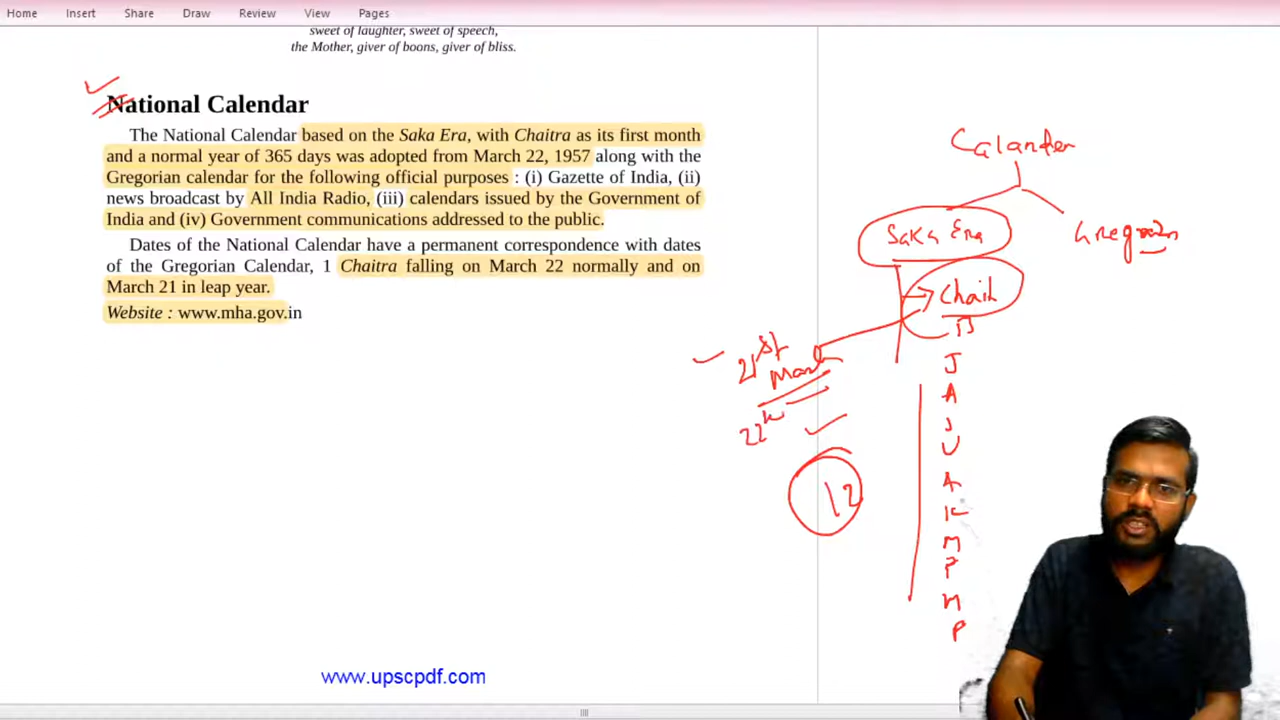 Home Insert Share Draw Review View Pages
sweet of laughter, sweet of speech,
the Mother, giver of boons, giver of bliss.
National Calendar
The National Calendar based on the Saka Era, with Chaitra as its first month
and a normal year of 365 days was adopted from March 22, 1957 along with the
Gregorian calendar for the following official purposes : (i) Gazette of India, (ii)
news broadcast by All India Radio, (iii) calendars issued by the Government of
India and (iv) Government communications addressed to the public.
Dates of the National Calendar have a permanent correspondence with dates
of the Gregorian Calendar, 1 Chaitra falling on March 22 normally and on
March 21 in leap year.
Website : www.mha.gov.in
Calander
Saka Era
Chait
J
A
J
U
A
K
M
P
M
P
21st
March
22
12
www.upscpdf.com